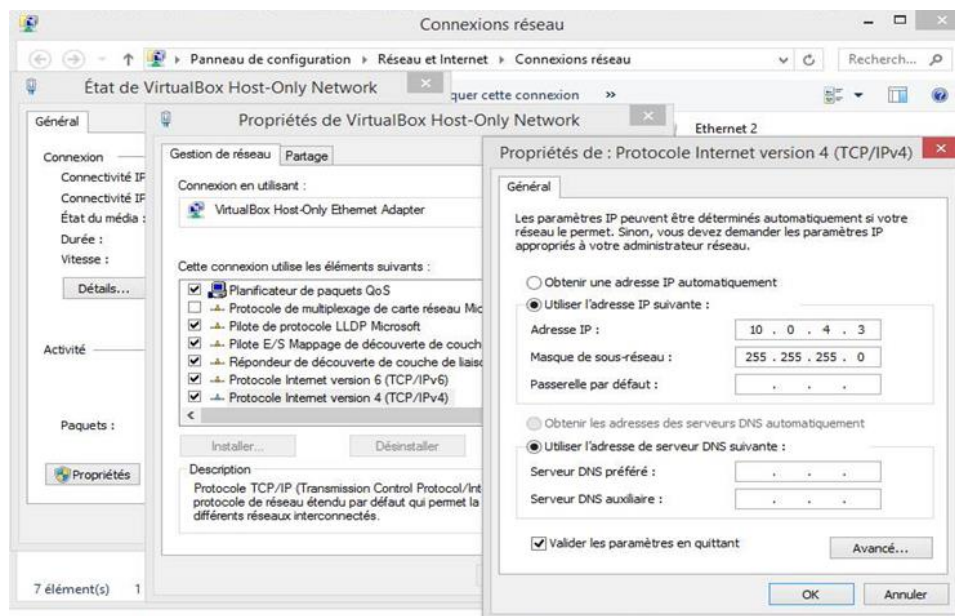 Connexions réseau
Panneau de configuration ▸ Réseau et Internet ▸ Connexions réseau
Recherch...
État de VirtualBox Host-Only Network
quer cette connexion »
Général
Connexion
Connectivité IP
Connectivité IP
État du média :
Durée :
Vitesse :
Détails...
Activité
Paquets :
Propriétés
7 élément(s) 1
Propriétés de VirtualBox Host-Only Network
Gestion de réseau Partage
Connexion en utilisant :
VirtualBox Host-Only Ethernet Adapter
Cette connexion utilise les éléments suivants :
Planificateur de paquets QoS
Protocole de multiplexage de carte réseau Mic
Pilote de protocole LLDP Microsoft
Pilote E/S Mappage de découverte de couch
Répondeur de découverte de couche de liaiso
Protocole Internet version 6 (TCP/IPv6)
Protocole Internet version 4 (TCP/IPv4)
Installer... Désinstaller
Description
Protocole TCP/IP (Transmission Control Protocol/Int
protocole de réseau étendu par défaut qui permet la
différents réseaux interconnectés.
Ethernet 2
Propriétés de : Protocole Internet version 4 (TCP/IPv4)
Général
Les paramètres IP peuvent être déterminés automatiquement si votre
réseau le permet. Sinon, vous devez demander les paramètres IP
appropriés à votre administrateur réseau.
Obtenir une adresse IP automatiquement
Utiliser l'adresse IP suivante :
Adresse IP : 10 . 0 . 4 . 3
Masque de sous-réseau : 255 . 255 . 255 . 0
Passerelle par défaut : . . .
Obtenir les adresses des serveurs DNS automatiquement
Utiliser l'adresse de serveur DNS suivante :
Serveur DNS préféré : . . .
Serveur DNS auxiliaire : . . .
Valider les paramètres en quittant
Avancé...
OK Annuler